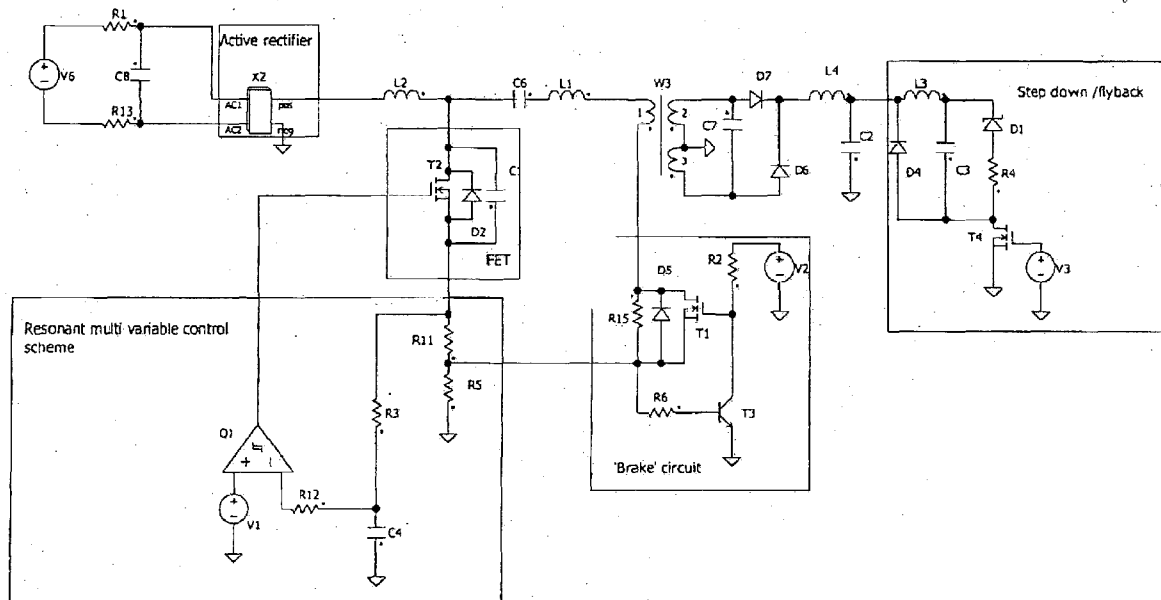 R1
Active rectifier
V6
C8
X2
AC1
pos
AC2
neg
R13
L2
C6
L1
W3
1
2
3
D7
C7
D6
L4
C2
L3
Step down /flyback
D1
D4
C3
R4
T4
V3
T2
C1
D2
FET
R2
V2
D5
R15
T1
R6
T3
'Brake' circuit
Resonant multi variable control
scheme
R11
R5
R3
Q1
R12
V1
C4